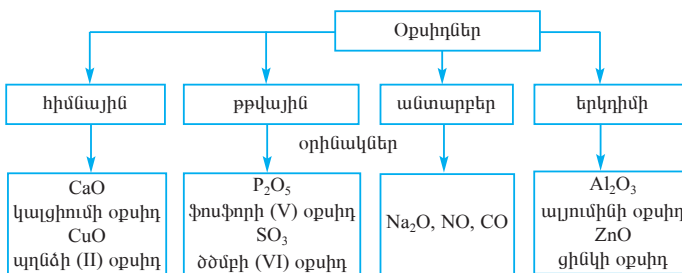 Օքսիդներ
հիմնային
թթվային
անտարբեր
երկդիմի
օրինակներ
CaO
կալցիումի օքսիդ
CuO
պղնձի (II) օքսիդ
P₂O₅
ֆոսֆորի (V) օքսիդ
SO₃
ծծմբի (VI) օքսիդ
Na₂O, NO, CO
Al₂O₃
ալյումինի օքսիդ
ZnO
ցինկի օքսիդ